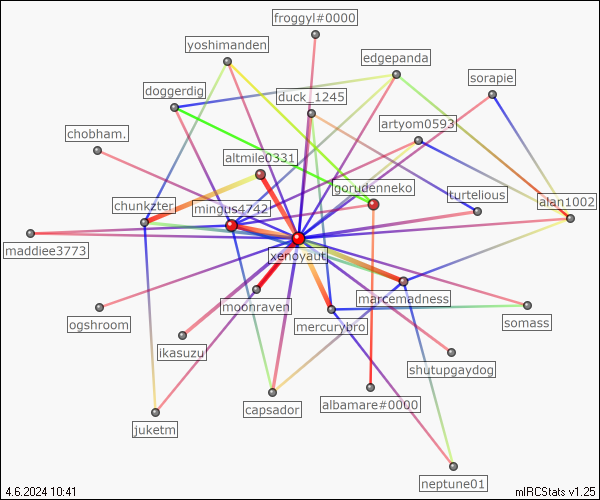 froggyl#0000
yoshimanden
edgepanda
sorapie
doggerdig
duck_1245
artyom0593
chobham.
altmile0331
gorudenneko
turtelious
alan1002
chunkzter
mingus4742
xenoyaut
maddiee3773
moonraven
marcemadness
mercurybro
somass
ogshroom
ikasuzu
shutupgaydog
capsador
albamare#0000
juketm
neptune01
4.6.2024 10:41
mIRCStats v1.25